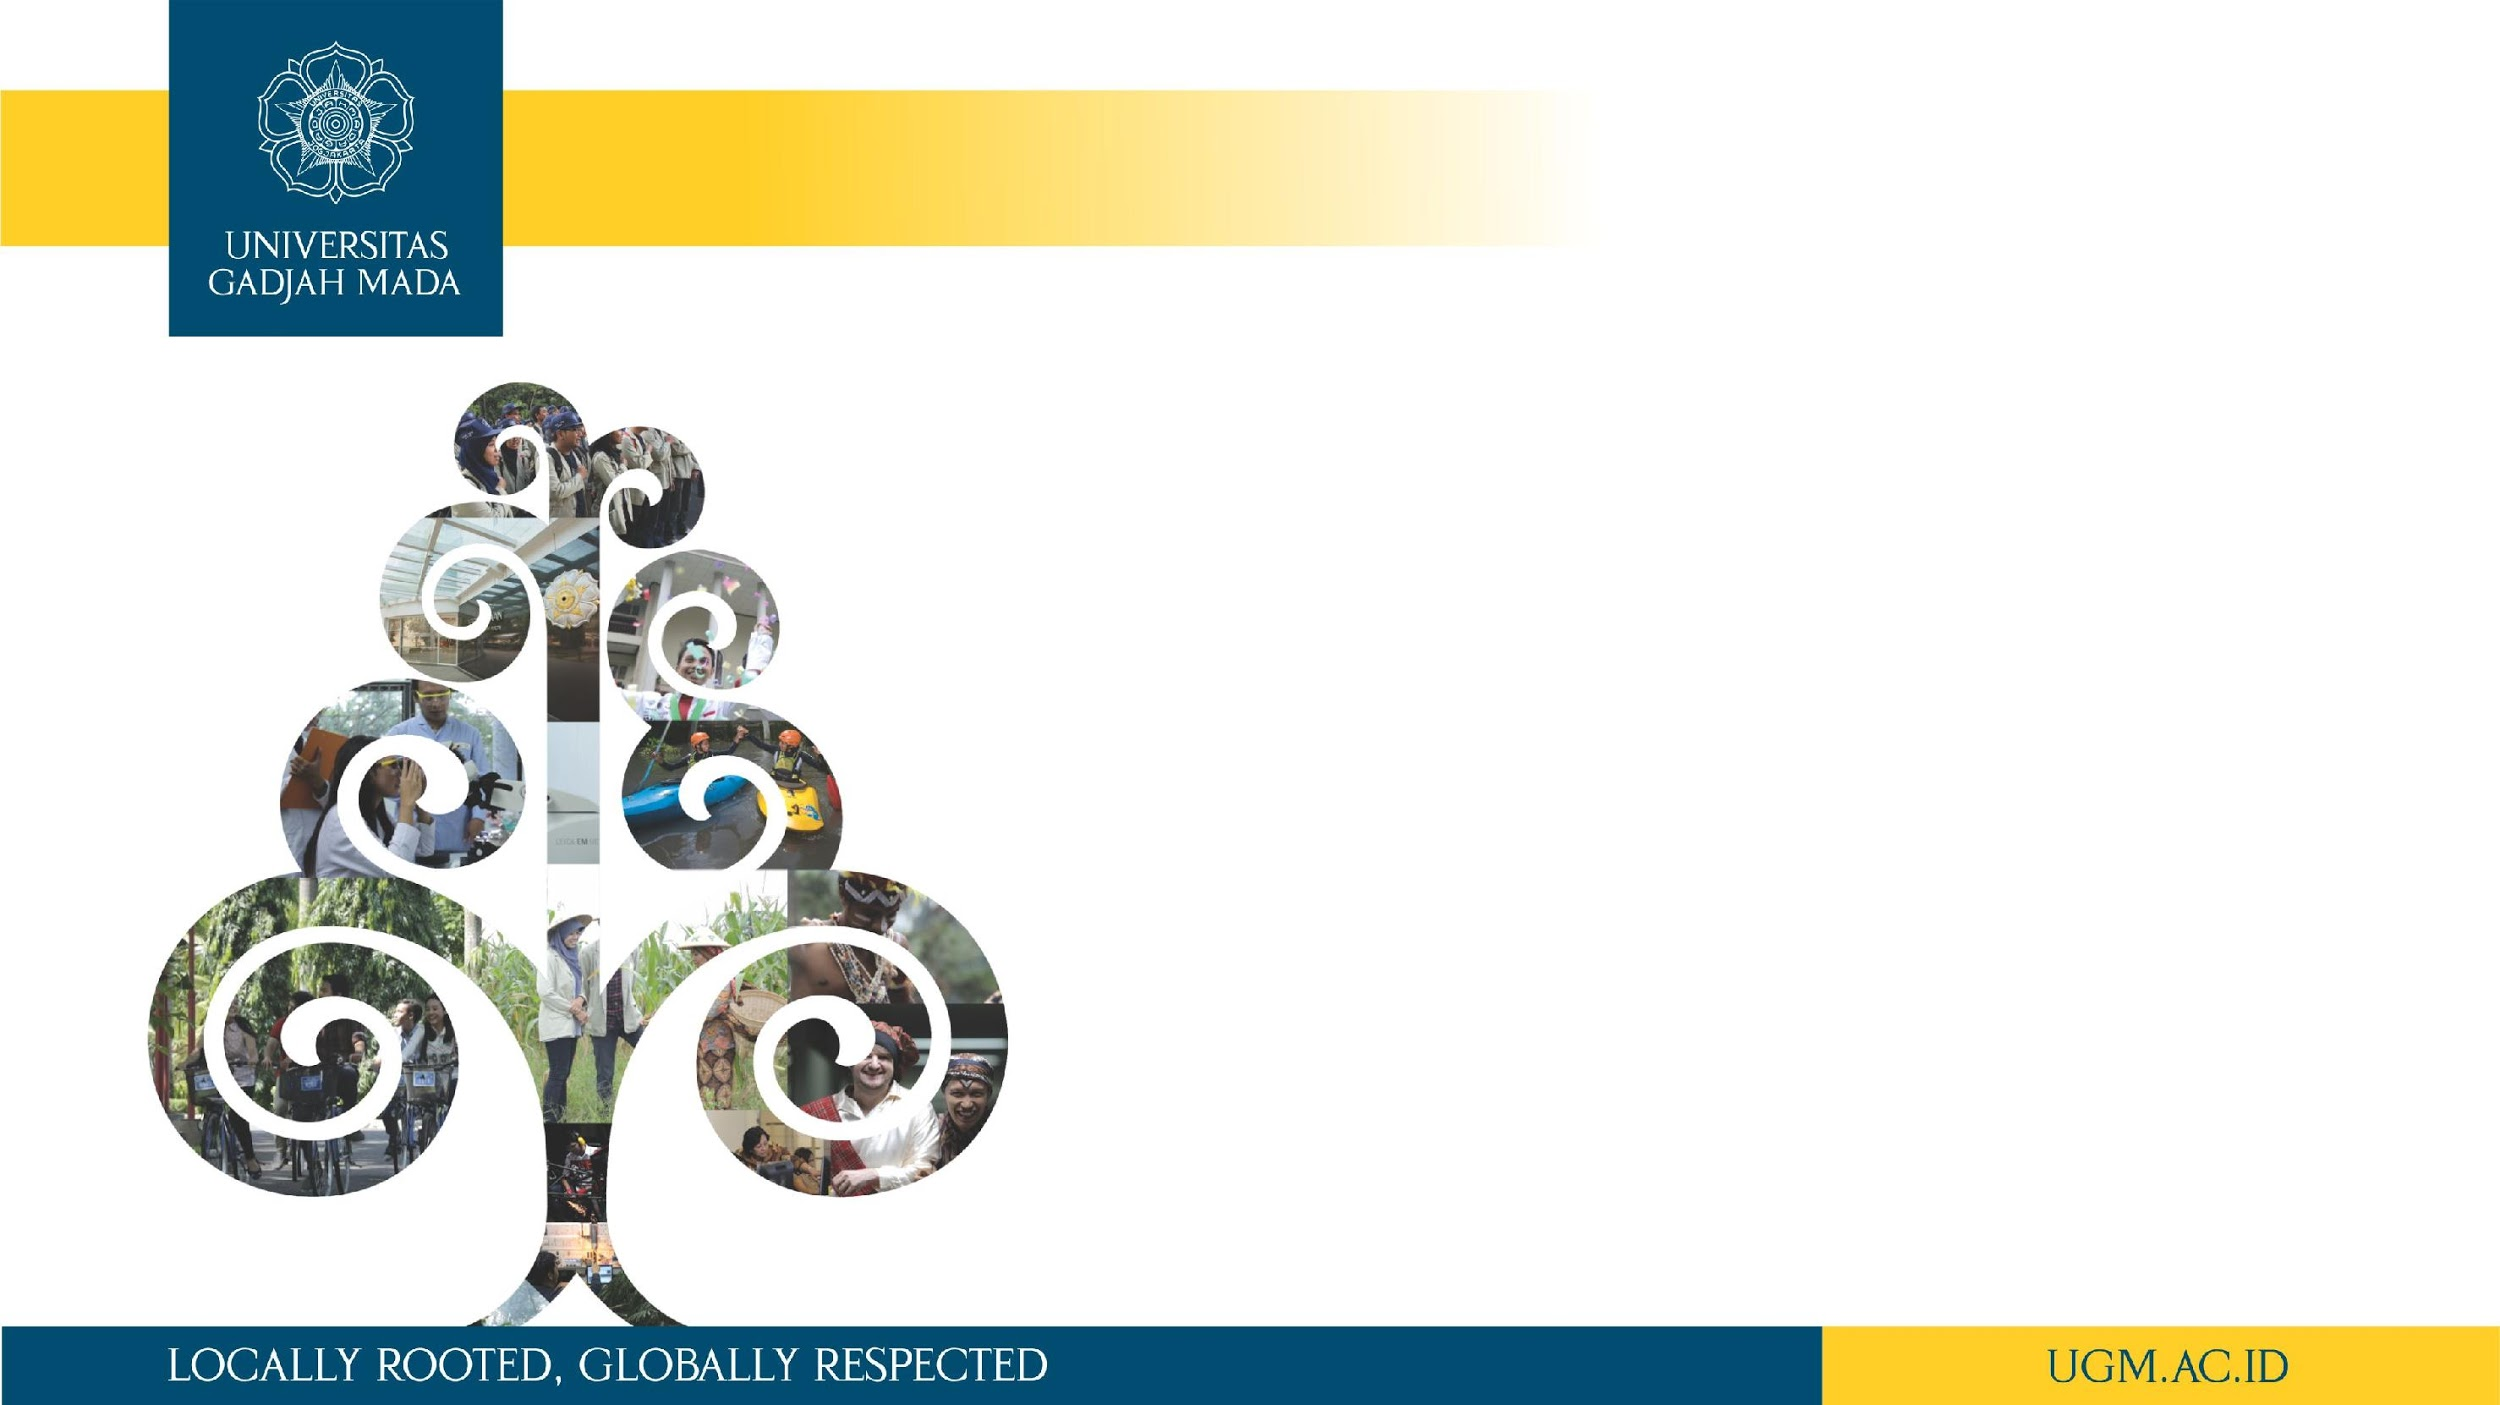 UNIVERSITAS
GADJAH MADA
LOCALLY ROOTED, GLOBALLY RESPECTED
UGM.AC.ID